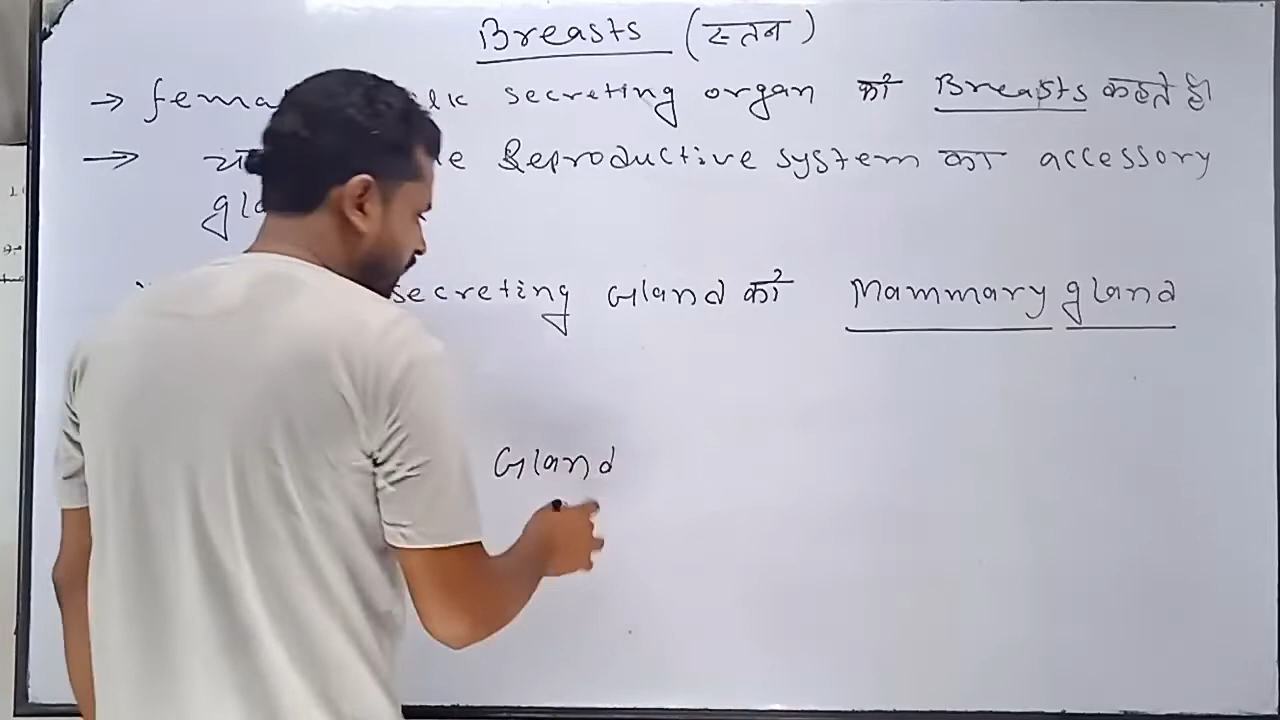 Breasts (स्तन)
→ fema lk secreting organ को Breasts कहते है।
→ e Reproductive system का accessory
gla
secreting Gland को Mammary gland
Gland